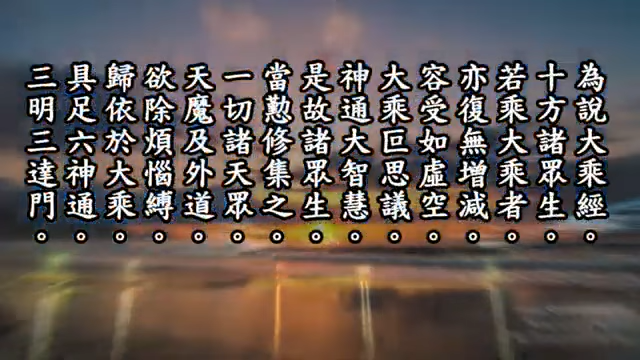 為說大乘經。
十方諸眾生。
若乘大乘者。
亦復無增減。
容受如虛空。
大乘叵思議。
神通大智慧。
是故諸眾生。
當懃修集之。
一切諸天眾。
天魔及外道。
欲除煩惱縛。
歸依於大乘。
具足六神通。
三明三達門。